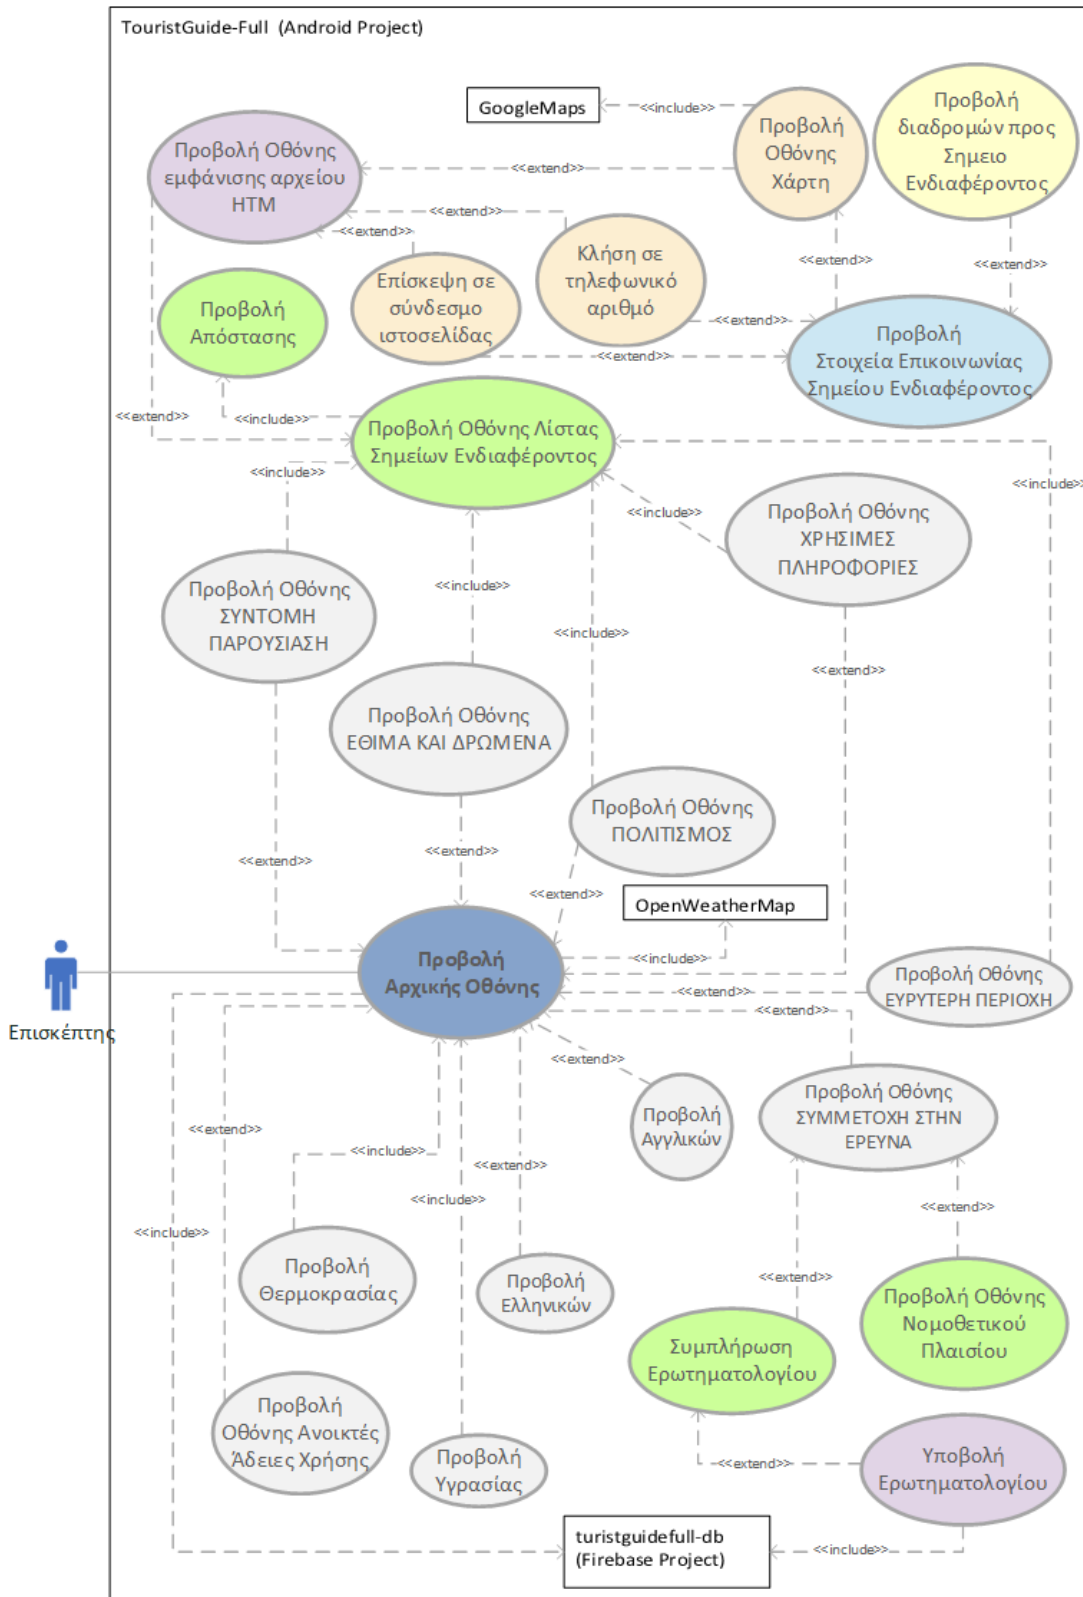 TouristGuide-Full (Android Project)
GoogleMaps
<<include>>
Προβολή
Οθόνης
Χάρτη
Προβολή
διαδρομών προς
Σημειο
Ενδιαφέροντος
Προβολή Οθόνης
εμφάνισης αρχείου
HTM
<<extend>>
<<extend>>
<<extend>>
Κλήση σε
τηλεφωνικό
αριθμό
<<extend>>
<<extend>>
Επίσκεψη σε
σύνδεσμο
ιστοσελίδας
Προβολή
Απόστασης
<<extend>>
<<extend>>
Προβολή
Στοιχεία Επικοινωνίας
Σημείου Ενδιαφέροντος
<<extend>>
<<include>>
Προβολή Οθόνης Λίστας
Σημείων Ενδιαφέροντος
<<include>>
<<include>>
<<include>>
Προβολή Οθόνης
ΧΡΗΣΙΜΕΣ
ΠΛΗΡΟΦΟΡΙΕΣ
Προβολή Οθόνης
ΣΥΝΤΟΜΗ
ΠΑΡΟΥΣΙΑΣΗ
<<include>>
<<include>>
<<extend>>
Προβολή Οθόνης
ΕΘΙΜΑ ΚΑΙ ΔΡΩΜΕΝΑ
Προβολή Οθόνης
ΠΟΛΙΤΙΣΜΟΣ
<<extend>>
<<extend>>
<<extend>>
OpenWeatherMap
Προβολή
Αρχικής Οθόνης
<<include>>
Προβολή Οθόνης
ΕΥΡΥΤΕΡΗ ΠΕΡΙΟΧΗ
<<extend>>
<<extend>>
Επισκέπτης
<<extend>>
Προβολή Οθόνης
ΣΥΜΜΕΤΟΧΗ ΣΤΗΝ
ΕΡΕΥΝΑ
Προβολή
Αγγλικών
<<extend>>
<<include>>
<<extend>>
<<include>>
<<extend>>
<<include>>
Προβολή
Θερμοκρασίας
Προβολή
Ελληνικών
<<extend>>
Προβολή Οθόνης
Νομοθετικού
Πλαισίου
Συμπλήρωση
Ερωτηματολογίου
Προβολή
Οθόνης Ανοικτές
Άδειες Χρήσης
Προβολή
Υγρασίας
<<extend>>
Υποβολή
Ερωτηματολογίου
turistguidefull-db
(Firebase Project)
<<include>>